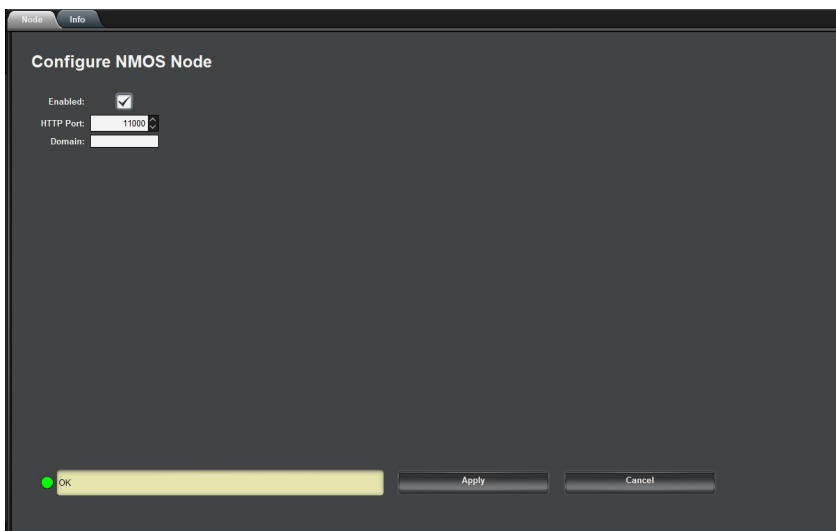 Node Info
Configure NMOS Node
Enabled:
HTTP Port: 11000
Domain:
OK Apply Cancel